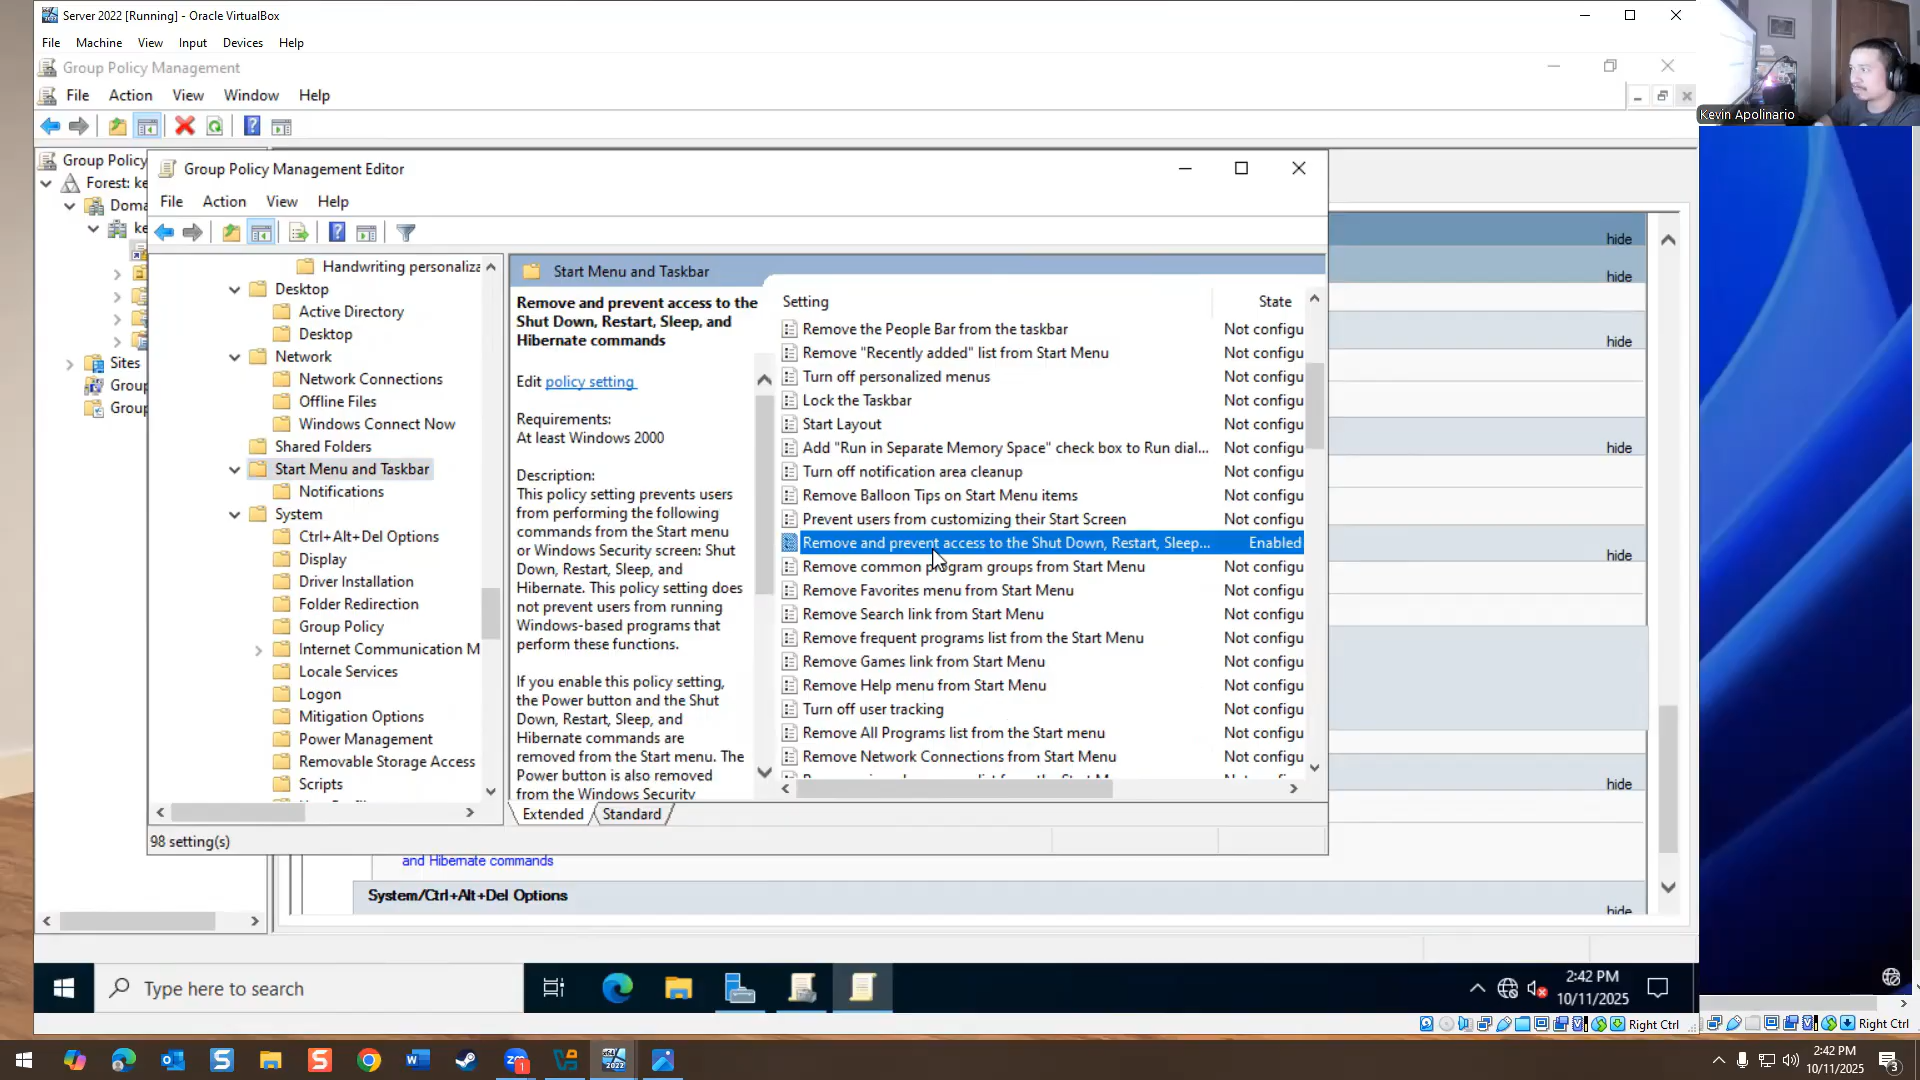 Server 2022 [Running] - Oracle VirtualBox
File Machine View Input Devices Help
Group Policy Management
File Action View Window Help
Kevin Apolinario
Group Policy
Forest: ke
Doma
ke
Sites
Group
Group
Group Policy Management Editor
File Action View Help
Handwriting personaliza
Desktop
Active Directory
Desktop
Network
Network Connections
Offline Files
Windows Connect Now
Shared Folders
Start Menu and Taskbar
Notifications
System
Ctrl+Alt+Del Options
Display
Driver Installation
Folder Redirection
Group Policy
Internet Communication M
Locale Services
Logon
Mitigation Options
Power Management
Removable Storage Access
Scripts
Start Menu and Taskbar
Remove and prevent access to the
Shut Down, Restart, Sleep, and
Hibernate commands
Edit policy setting
Requirements:
At least Windows 2000
Description:
This policy setting prevents users
from performing the following
commands from the Start menu
or Windows Security screen: Shut
Down, Restart, Sleep, and
Hibernate. This policy setting does
not prevent users from running
Windows-based programs that
perform these functions.
If you enable this policy setting,
the Power button and the Shut
Down, Restart, Sleep, and
Hibernate commands are
removed from the Start menu. The
Power button is also removed
from the Windows Security
Setting State
Remove the People Bar from the taskbar Not configu
Remove "Recently added" list from Start Menu Not configu
Turn off personalized menus Not configu
Lock the Taskbar Not configu
Start Layout Not configu
Add "Run in Separate Memory Space" check box to Run dial... Not configu
Turn off notification area cleanup Not configu
Remove Balloon Tips on Start Menu items Not configu
Prevent users from customizing their Start Screen Not configu
Remove and prevent access to the Shut Down, Restart, Sleep... Enabled
Remove common program groups from Start Menu Not configu
Remove Favorites menu from Start Menu Not configu
Remove Search link from Start Menu Not configu
Remove frequent programs list from the Start Menu Not configu
Remove Games link from Start Menu Not configu
Remove Help menu from Start Menu Not configu
Turn off user tracking Not configu
Remove All Programs list from the Start menu Not configu
Remove Network Connections from Start Menu Not configu
Extended Standard
98 setting(s)
hide
hide
hide
hide
hide
hide
and Hibernate commands
System/Ctrl+Alt+Del Options
hide
Type here to search
2:42 PM
10/11/2025
Right Ctrl
Right Ctrl
2:42 PM
10/11/2025